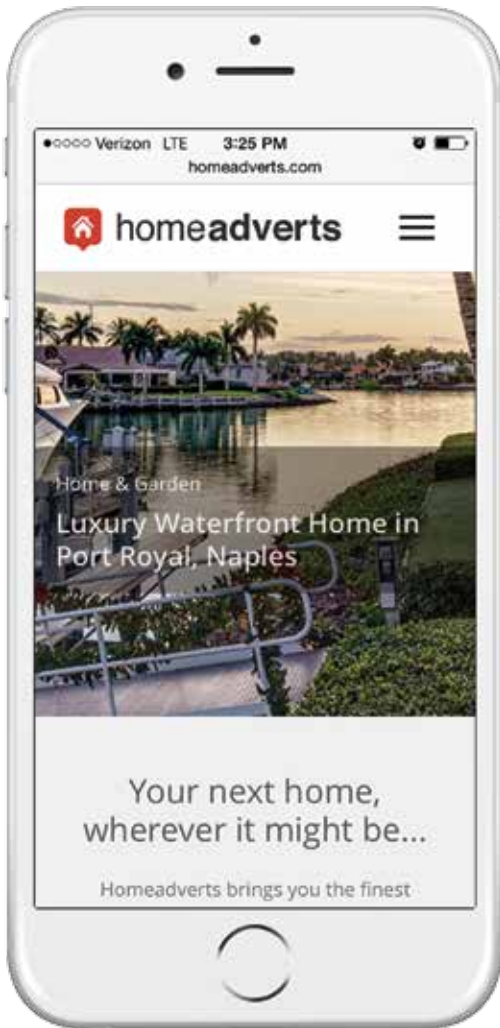 Verizon LTE 3:25 PM
homeadverts.com
homeadverts
Home & Garden
Luxury Waterfront Home in
Port Royal, Naples
Your next home,
wherever it might be...
Homeadverts brings you the finest